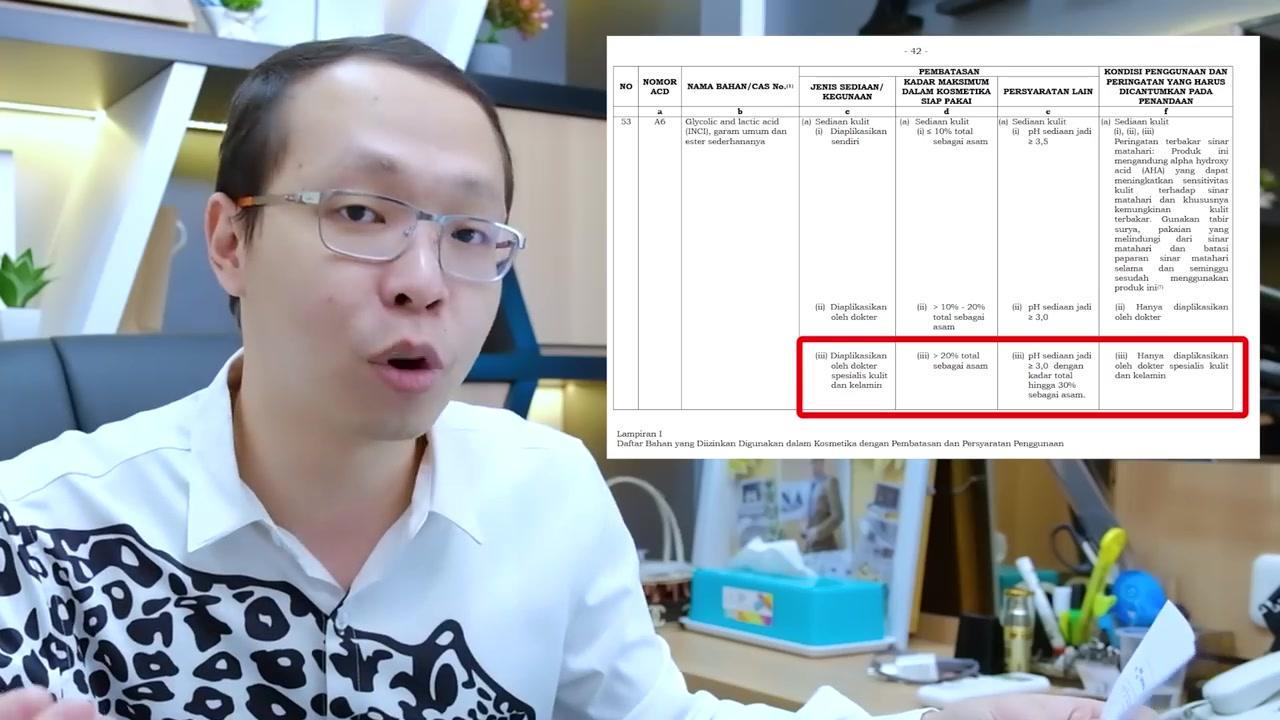 - 42 -
PEMBATASAN
NO
NOMOR
ACD
NAMA BAHAN/CAS No.(1)
JENIS SEDIAAN/
KEGUNAAN
KADAR MAKSIMUM
DALAM KOSMETIKA
SIAP PAKAI
PERSYARATAN LAIN
KONDISI PENGGUNAAN DAN
PERINGATAN YANG HARUS
DICANTUMKAN PADA
PENANDAAN
a
b
c
d
e
f
53
A6
Glycolic and lactic acid
(INCI), garam umum dan
ester sederhananya
(a) Sediaan kulit
(i) Diaplikasikan
sendiri
(a) Sediaan kulit
(i) ≤ 10% total
sebagai asam
(a) Sediaan kulit
(i) pH sediaan jadi
≥ 3,5
(a) Sediaan kulit
(i), (ii), (iii)
Peringatan terbakar sinar
matahari: Produk ini
mengandung alpha hydroxy
acid (AHA) yang dapat
meningkatkan sensitivitas
kulit terhadap sinar
matahari dan khususnya
kemungkinan kulit
terbakar. Gunakan tabir
surya, pakaian yang
melindungi dari sinar
matahari dan batasi
paparan sinar matahari
selama dan seminggu
sesudah menggunakan
produk ini(7)
(ii) Diaplikasikan
oleh dokter
(ii) > 10% - 20%
total sebagai
asam
(ii) pH sediaan jadi
≥ 3,0
(ii) Hanya diaplikasikan
oleh dokter
(iii) Diaplikasikan
oleh dokter
spesialis kulit
dan kelamin
(iii) > 20% total
sebagai asam
(iii) pH sediaan jadi
≥ 3,0 dengan
kadar total
hingga 30%
sebagai asam.
(iii) Hanya diaplikasikan
oleh dokter spesialis kulit
dan kelamin
Lampiran I
Daftar Bahan yang Diizinkan Digunakan dalam Kosmetika dengan Pembatasan dan Persyaratan Penggunaan